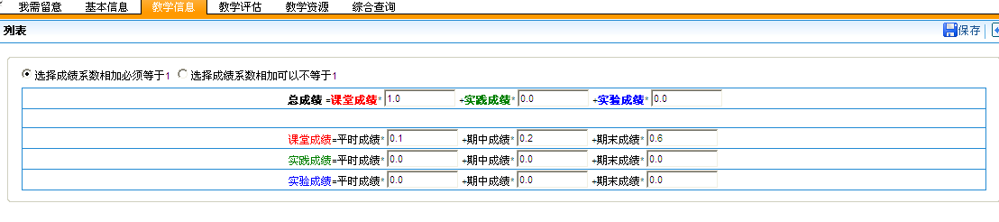 我需留意 基本信息 教学信息 教学评估 教学资源 综合查询
列表 保存
选择成绩系数相加必须等于1 选择成绩系数相加可以不等于1
总成绩 =课堂成绩* 1.0 +实践成绩* 0.0 +实验成绩* 0.0
课堂成绩=平时成绩* 0.1 +期中成绩* 0.2 +期末成绩* 0.6
实践成绩=平时成绩* 0.0 +期中成绩* 0.0 +期末成绩* 0.0
实验成绩=平时成绩* 0.0 +期中成绩* 0.0 +期末成绩* 0.0